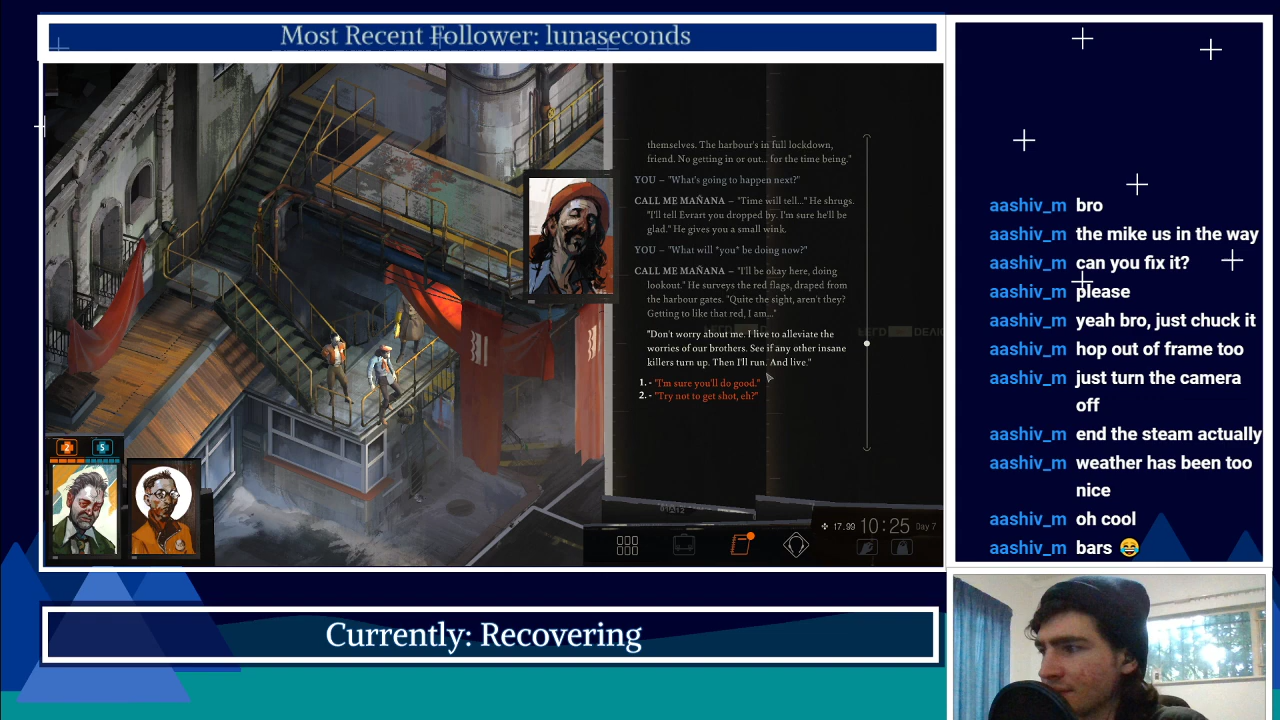 Most Recent Follower: lunaseconds
themselves. The harbour's in full lockdown,
friend. No getting in or out... for the time being."
YOU – "What's going to happen next?"
CALL ME MAÑANA – "Time will tell..." He shrugs.
"I'll tell Evrart you dropped by. I'm sure he'll be
glad." He gives you a small wink.
YOU – "What will *you* be doing now?"
CALL ME MAÑANA – "I'll be okay here, doing
lookout." He surveys the red flags, draped from
the harbour gates. "Quite the sight, aren't they?
Getting to like that red, I am..."
"Don't worry about me. I live to alleviate the
worries of our brothers. See if any other insane
killers turn up. Then I'll run. And live."
1. - "I'm sure you'll do good."
2. - "Try not to get shot, eh?"
2
5
17.99
10:25
Day 7
aashiv_m bro
aashiv_m the mike us in the way
aashiv_m can you fix it?
aashiv_m please
aashiv_m yeah bro, just chuck it
aashiv_m hop out of frame too
aashiv_m just turn the camera
off
aashiv_m end the steam actually
aashiv_m weather has been too
nice
aashiv_m oh cool
aashiv_m bars 😂
Currently: Recovering